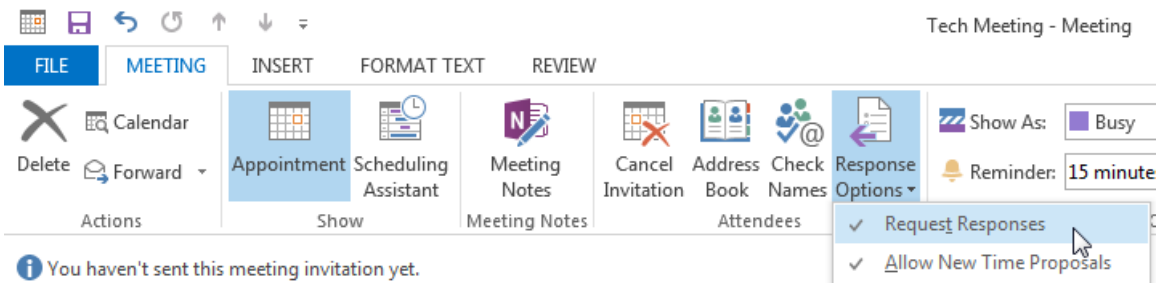 Tech Meeting - Meeting
FILE MEETING INSERT FORMAT TEXT REVIEW
Delete
Calendar
Forward
Actions
Appointment
Scheduling
Assistant
Show
Meeting
Notes
Meeting Notes
Cancel
Invitation
Address
Book
Check
Names
Response
Options
Attendees
Show As: Busy
Reminder: 15 minute
Request Responses
Allow New Time Proposals
You haven't sent this meeting invitation yet.